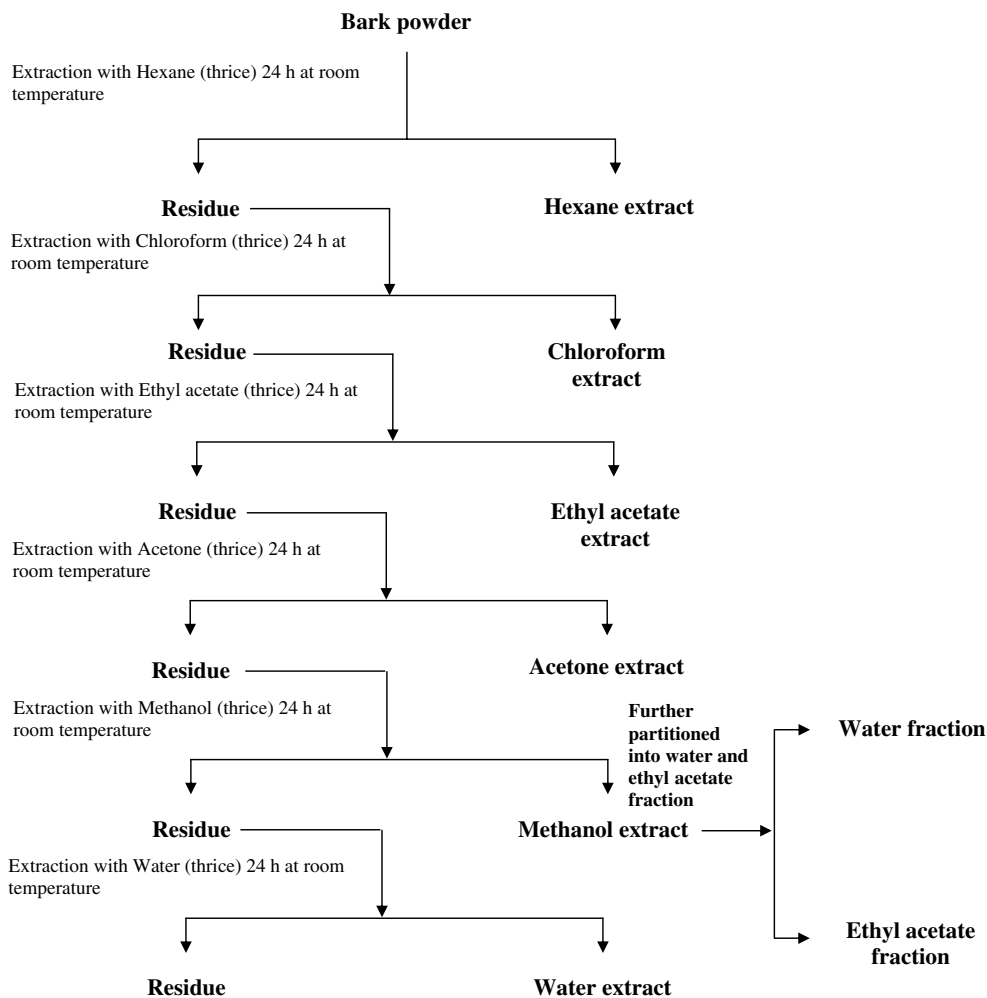 Bark powder
Extraction with Hexane (thrice) 24 h at room
temperature
Residue
Hexane extract
Extraction with Chloroform (thrice) 24 h at
room temperature
Residue
Chloroform
extract
Extraction with Ethyl acetate (thrice) 24 h at
room temperature
Residue
Ethyl acetate
extract
Extraction with Acetone (thrice) 24 h at
room temperature
Residue
Acetone extract
Extraction with Methanol (thrice) 24 h at
room temperature
Further
partitioned
into water and
ethyl acetate
fraction
Water fraction
Residue
Methanol extract
Extraction with Water (thrice) 24 h at room
temperature
Ethyl acetate
fraction
Residue
Water extract